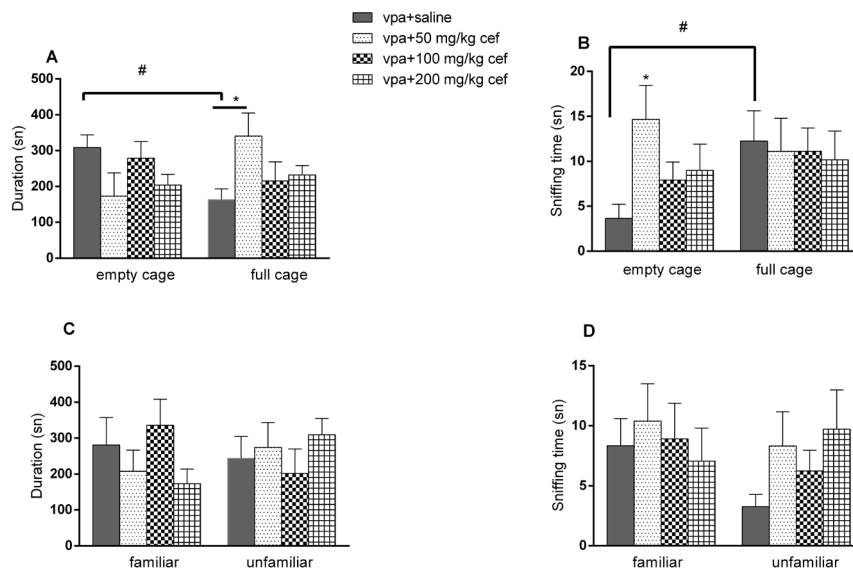 vpa+saline
vpa+50 mg/kg cef
vpa+100 mg/kg cef
vpa+200 mg/kg cef
A
#
*
Duration (sn)
500
400
300
200
100
0
empty cage
full cage
B
#
*
Sniffing time (sn)
20
15
10
5
0
empty cage
full cage
C
Duration (sn)
500
400
300
200
100
0
familiar
unfamiliar
D
Sniffing time (sn)
15
10
5
0
familiar
unfamiliar